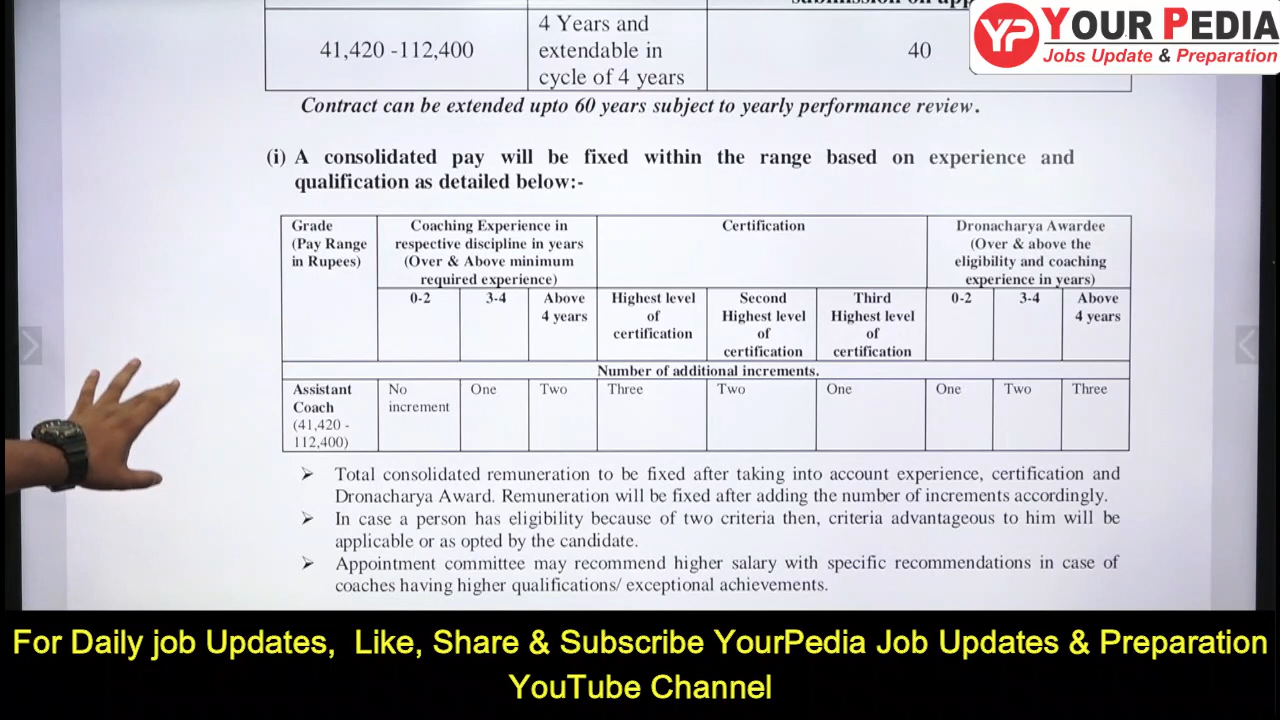 submission on app
41,420 -112,400
4 Years and
extendable in
cycle of 4 years
40
YP
YOUR PEDIA
Jobs Update & Preparation
Contract can be extended upto 60 years subject to yearly performance review.
(i) A consolidated pay will be fixed within the range based on experience and
qualification as detailed below:-
Grade
(Pay Range
in Rupees)
Coaching Experience in
respective discipline in years
(Over & Above minimum
required experience)
Certification
Dronacharya Awardee
(Over & above the
eligibility and coaching
experience in years)
0-2
3-4
Above
4 years
Highest level
of
certification
Second
Highest level
of
certification
Third
Highest level
of
certification
0-2
3-4
Above
4 years
Number of additional increments.
Assistant
Coach
(41,420 -
112,400)
No
increment
One
Two
Three
Two
One
One
Two
Three
➢ Total consolidated remuneration to be fixed after taking into account experience, certification and
Dronacharya Award. Remuneration will be fixed after adding the number of increments accordingly.
➢ In case a person has eligibility because of two criteria then, criteria advantageous to him will be
applicable or as opted by the candidate.
➢ Appointment committee may recommend higher salary with specific recommendations in case of
coaches having higher qualifications/ exceptional achievements.
For Daily job Updates, Like, Share & Subscribe YourPedia Job Updates & Preparation
YouTube Channel